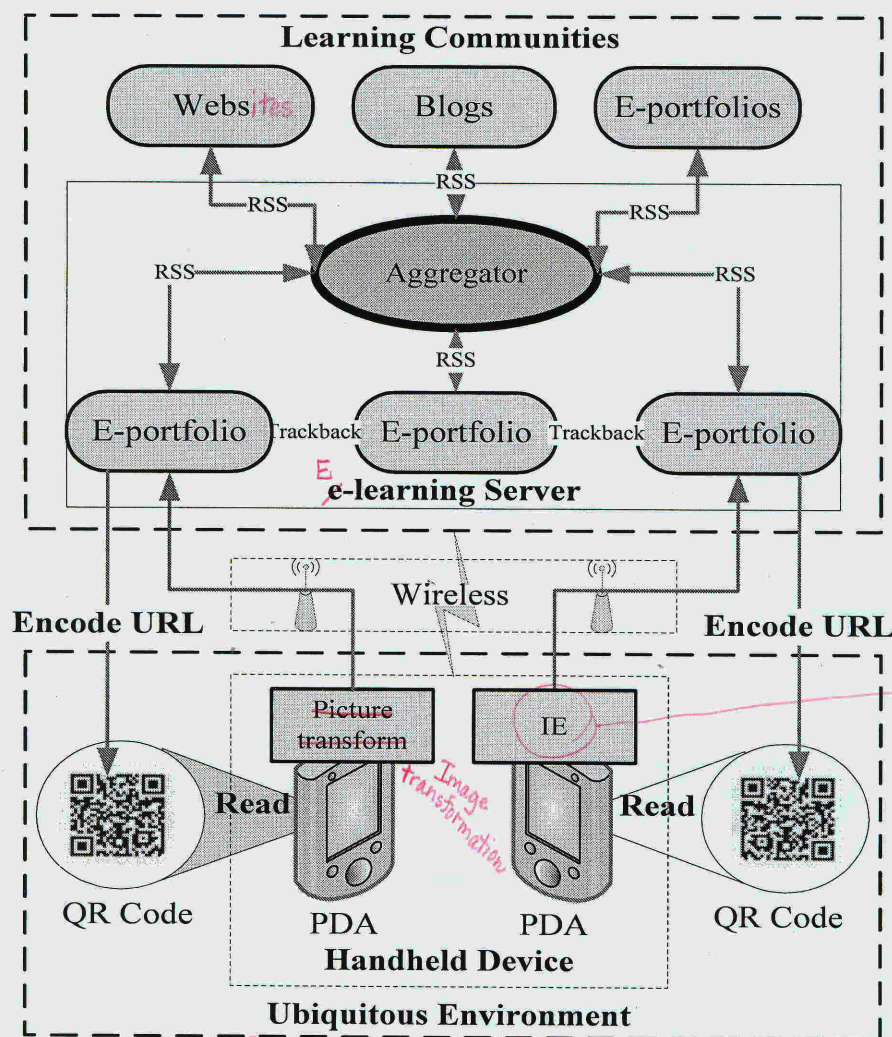 Learning Communities
Websites
Blogs
E-portfolios
RSS
RSS
RSS
Aggregator
RSS
RSS
RSS
E-portfolio
Trackback
E-portfolio
Trackback
E-portfolio
E
e-learning Server
Wireless
Encode URL
Encode URL
Picture
transform
IE
Image
transformation
Read
Read
QR Code
PDA
PDA
QR Code
Handheld Device
Ubiquitous Environment